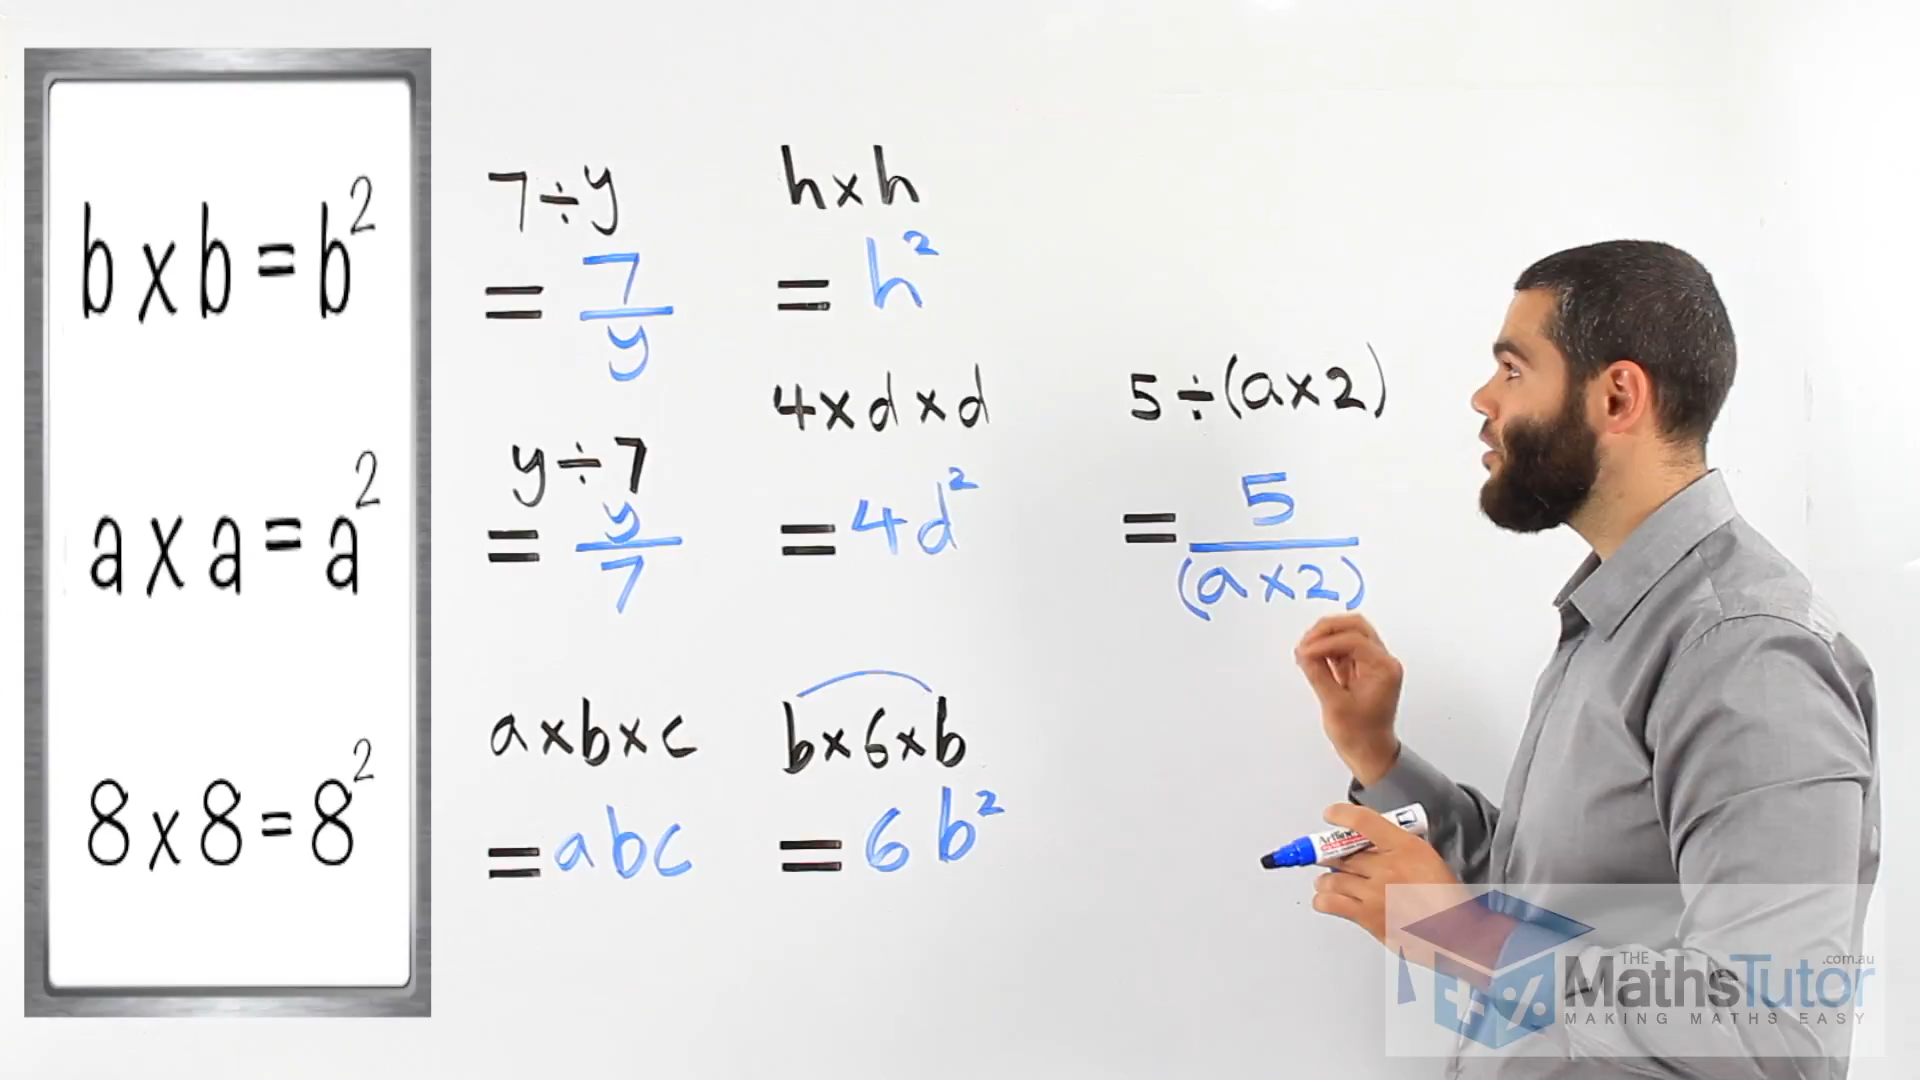 b x b = b²
a x a = a²
8 x 8 = 8²
7÷y
= 7/y
y÷7
= y/7
a×b×c
= abc
h×h
= h²
4×d×d
= 4d²
b×6×b
= 6b²
5÷(a×2)
= 5/(a×2)
Artline
THE MathsTutor .com.au
MAKING MATHS EASY